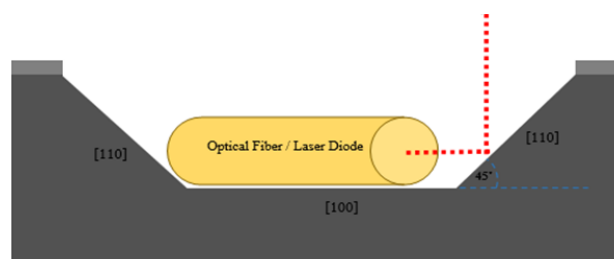 Optical Fiber / Laser Diode
[110]
[110]
45°
[100]